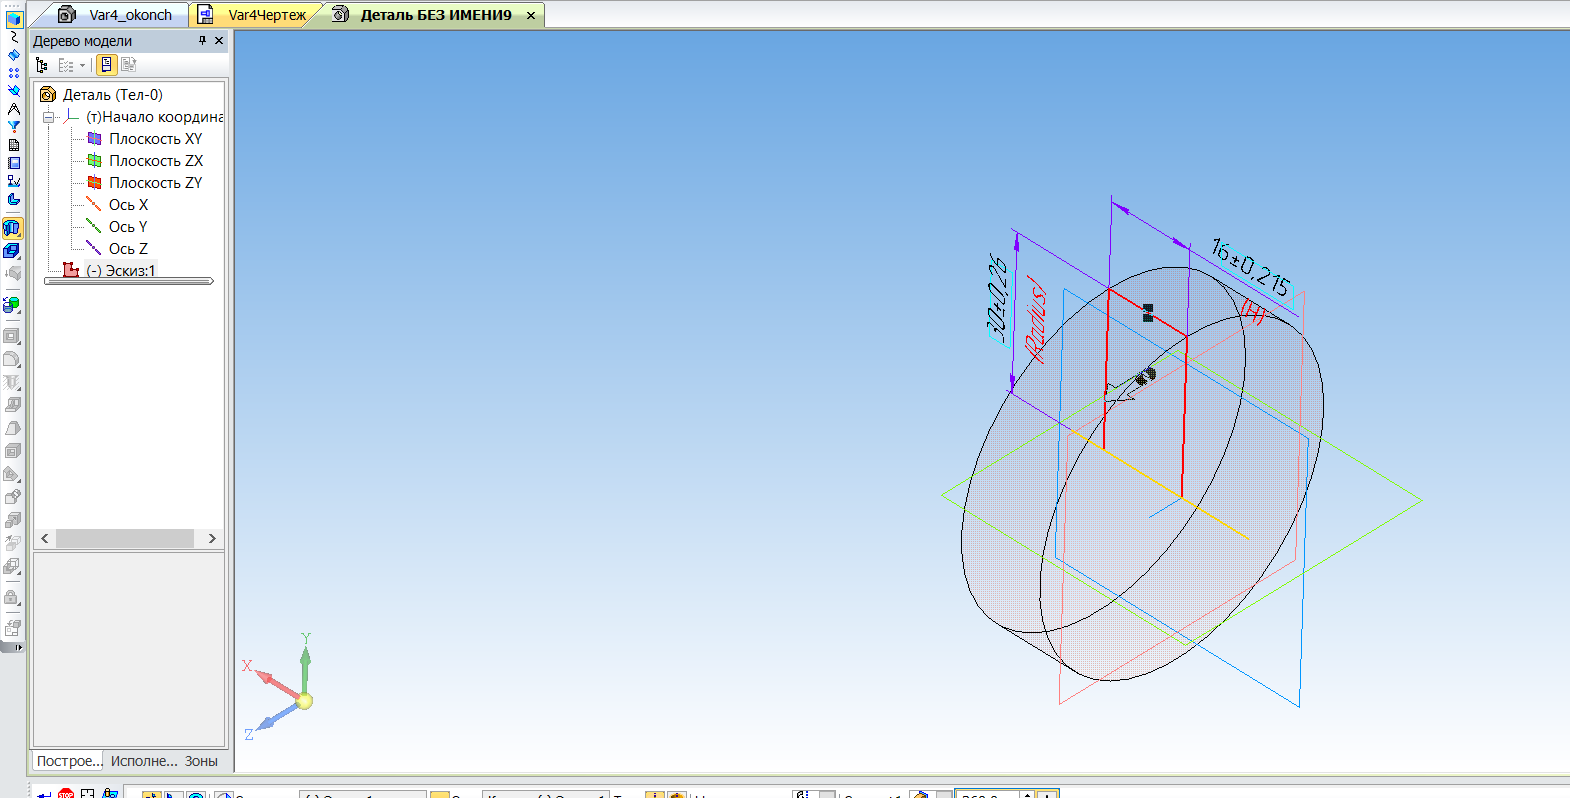 Var4_okonch
Var4Чертеж
Деталь БЕЗ ИМЕНИ9
Дерево модели
Деталь (Тел-0)
(т)Начало координа
Плоскость XY
Плоскость ZX
Плоскость ZY
Ось X
Ось Y
Ось Z
(-) Эскиз:1
16±0,215
(H)
30±0,26
(Radius)
Y
X
Z
Построе...
Исполне...
Зоны
STOP